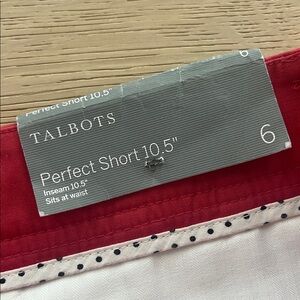 Perfect Short 10.5"
6
TALBOTS
Perfect Short 10.5"
6
Inseam 10.5"
Sits at waist